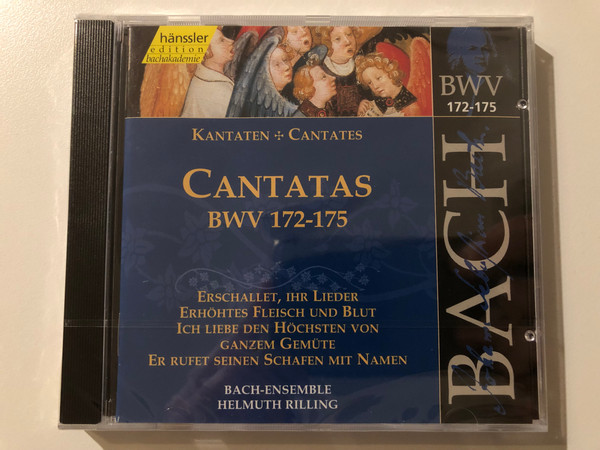 hänssler
edition
bachakademie
BWV
172-175
KANTATEN ✢ CANTATES
CANTATAS
BWV 172-175
ERSCHALLET, IHR LIEDER
ERHÖHTES FLEISCH UND BLUT
ICH LIEBE DEN HÖCHSTEN VON
GANZEM GEMÜTE
ER RUFET SEINEN SCHAFEN MIT NAMEN
BACH-ENSEMBLE
HELMUTH RILLING
BACH